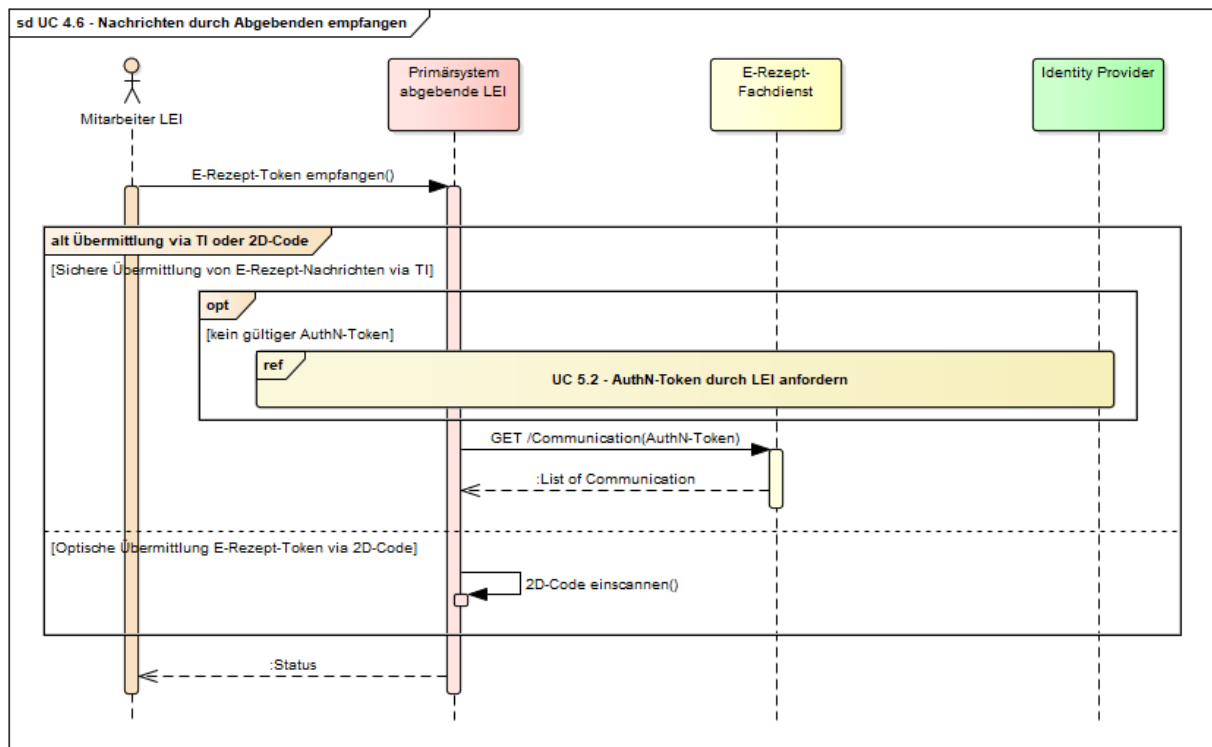 sd UC 4.6 - Nachrichten durch Abgebenden empfangen
Mitarbeiter LEI
Primärsystem
abgebende LEI
E-Rezept-
Fachdienst
Identity Provider
E-Rezept-Token empfangen()
alt Übermittlung via TI oder 2D-Code
[Sichere Übermittlung von E-Rezept-Nachrichten via TI]
opt
[kein gültiger AuthN-Token]
ref
UC 5.2 - AuthN-Token durch LEI anfordern
GET /Communication(AuthN-Token)
:List of Communication
[Optische Übermittlung E-Rezept-Token via 2D-Code]
2D-Code einscannen()
:Status